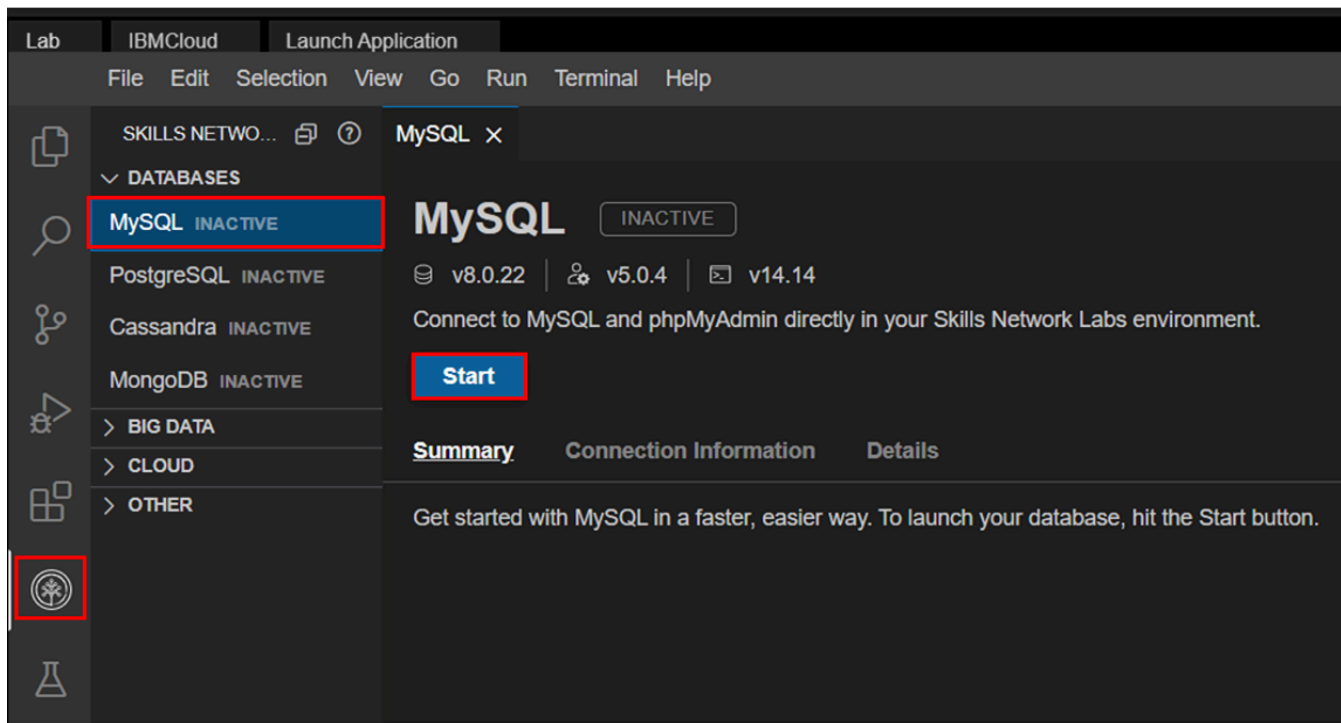 Lab IBMCloud Launch Application
File Edit Selection View Go Run Terminal Help
SKILLS NETWO...
DATABASES
MySQL INACTIVE
PostgreSQL INACTIVE
Cassandra INACTIVE
MongoDB INACTIVE
BIG DATA
CLOUD
OTHER
MySQL
MySQL INACTIVE
v8.0.22 v5.0.4 v14.14
Connect to MySQL and phpMyAdmin directly in your Skills Network Labs environment.
Start
Summary Connection Information Details
Get started with MySQL in a faster, easier way. To launch your database, hit the Start button.